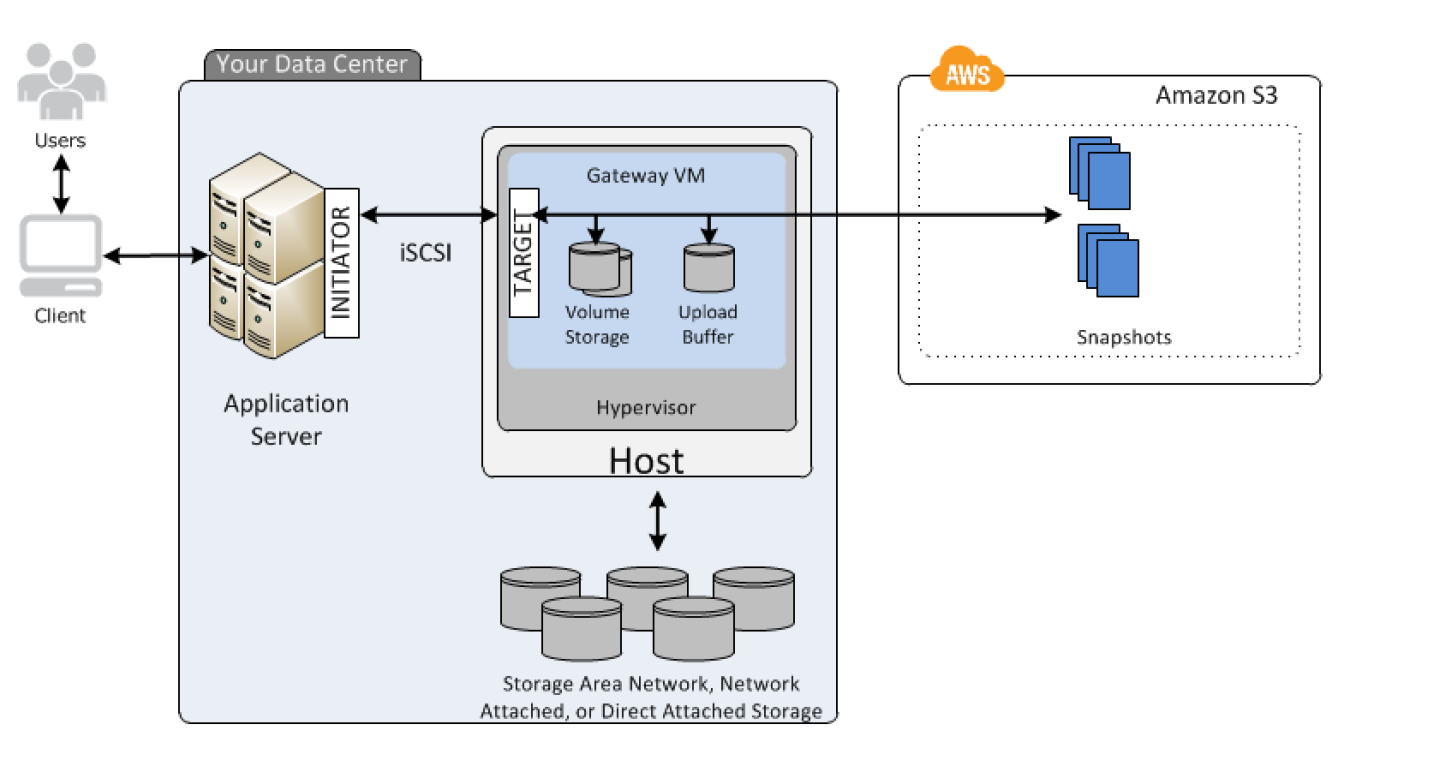 Your Data Center
AWS
Amazon S3
Users
Gateway VM
INITIATOR
TARGET
iSCSI
Client
Volume
Storage
Upload
Buffer
Snapshots
Application
Server
Hypervisor
Host
Storage Area Network, Network
Attached, or Direct Attached Storage